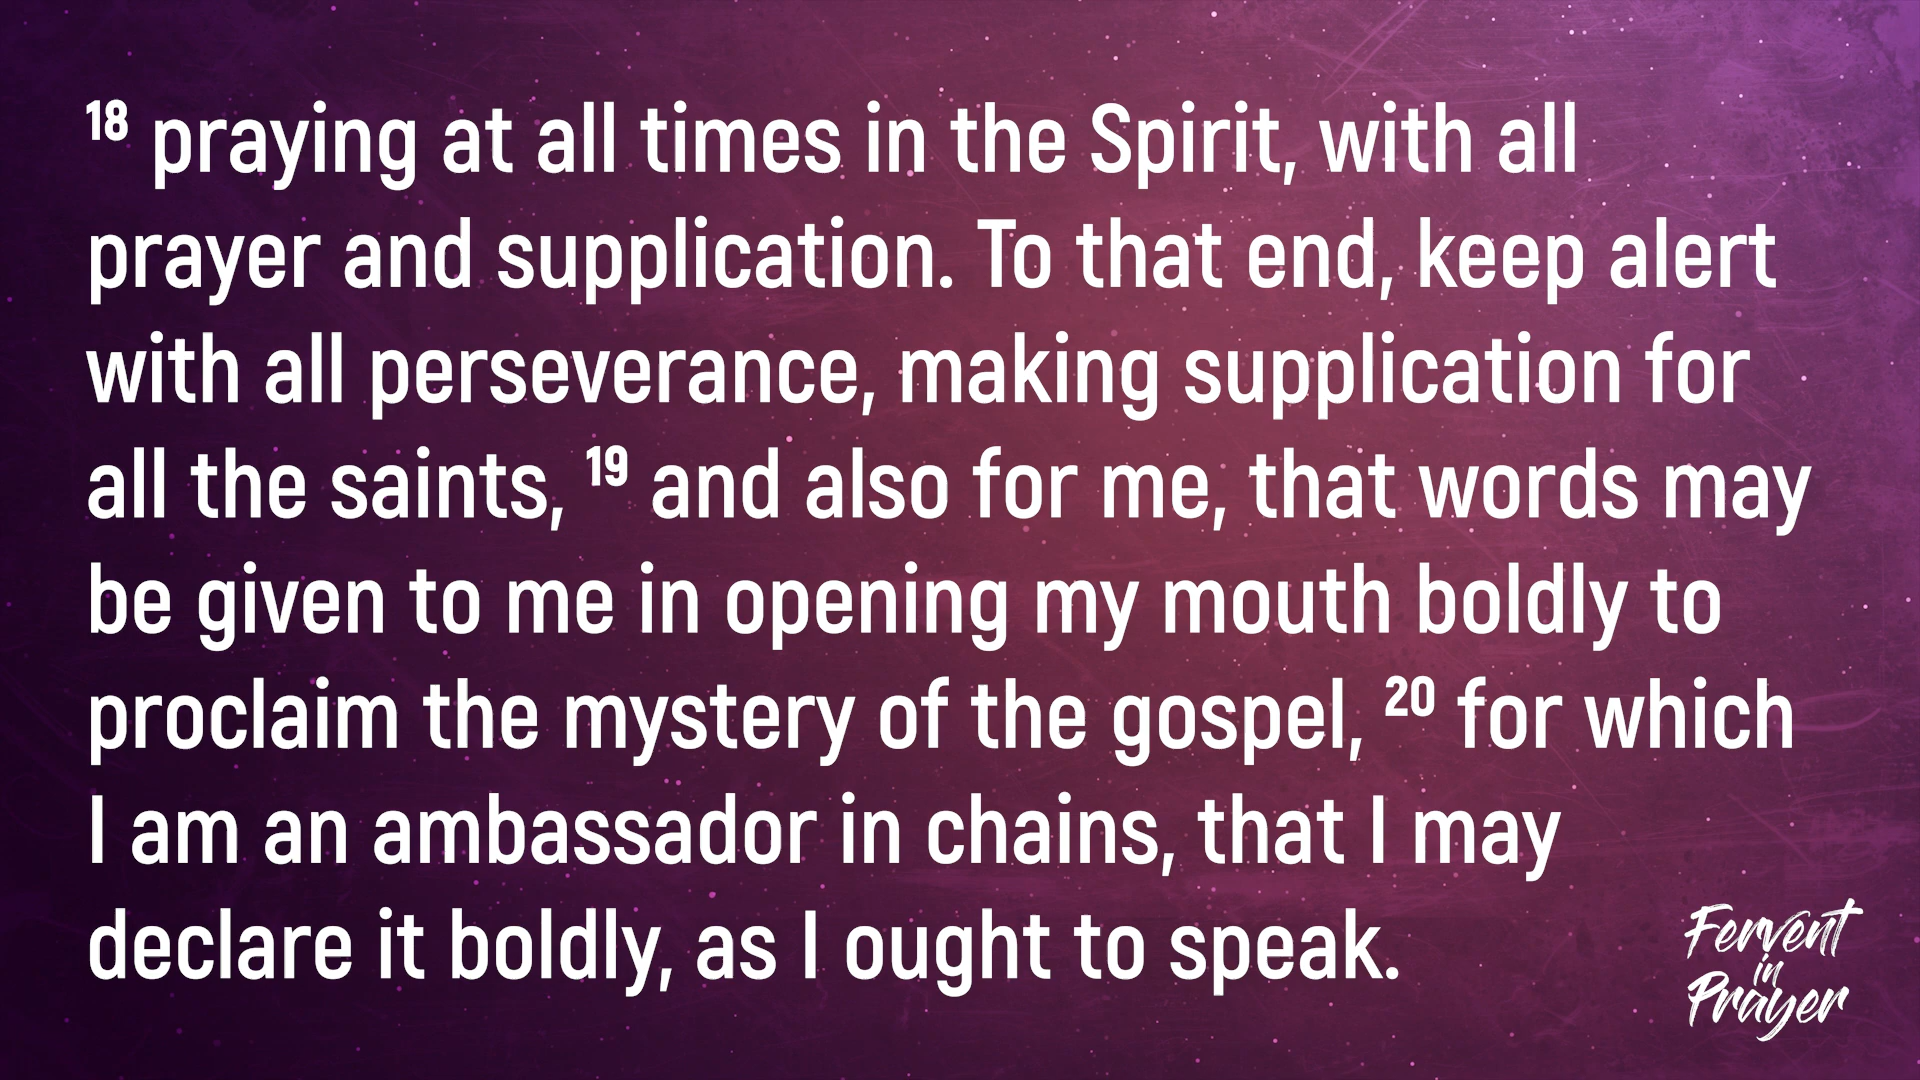 18 praying at all times in the Spirit, with all
prayer and supplication. To that end, keep alert
with all perseverance, making supplication for
all the saints, 19 and also for me, that words may
be given to me in opening my mouth boldly to
proclaim the mystery of the gospel, 20 for which
I am an ambassador in chains, that I may
declare it boldly, as I ought to speak.
Fervent
in
Prayer